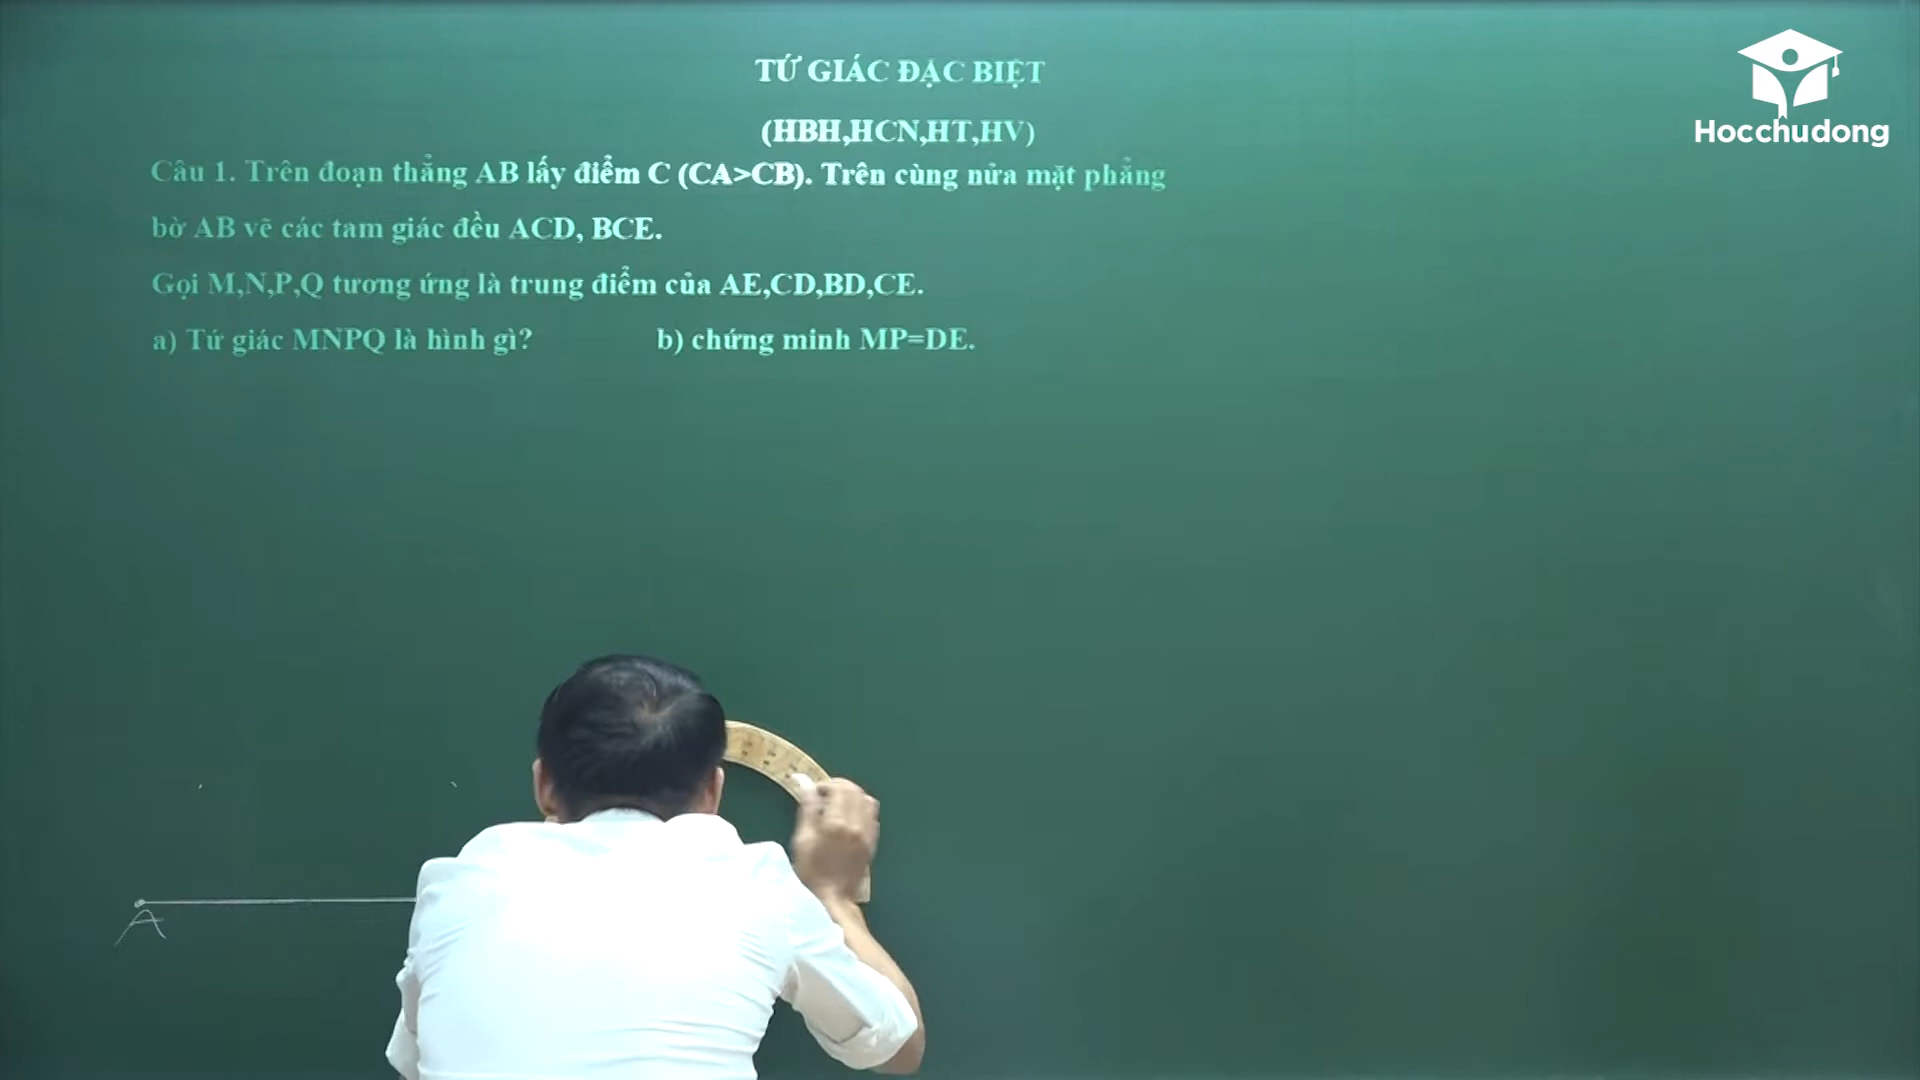 TỨ GIÁC ĐẶC BIỆT
Hocchudong
(HBH,HCN,HT,HV)
Câu 1. Trên đoạn thẳng AB lấy điểm C (CA>CB). Trên cùng nửa mặt phẳng
bờ AB vẽ các tam giác đều ACD, BCE.
Gọi M,N,P,Q tương ứng là trung điểm của AE,CD,BD,CE.
a) Tứ giác MNPQ là hình gì? b) chứng minh MP=DE.
A